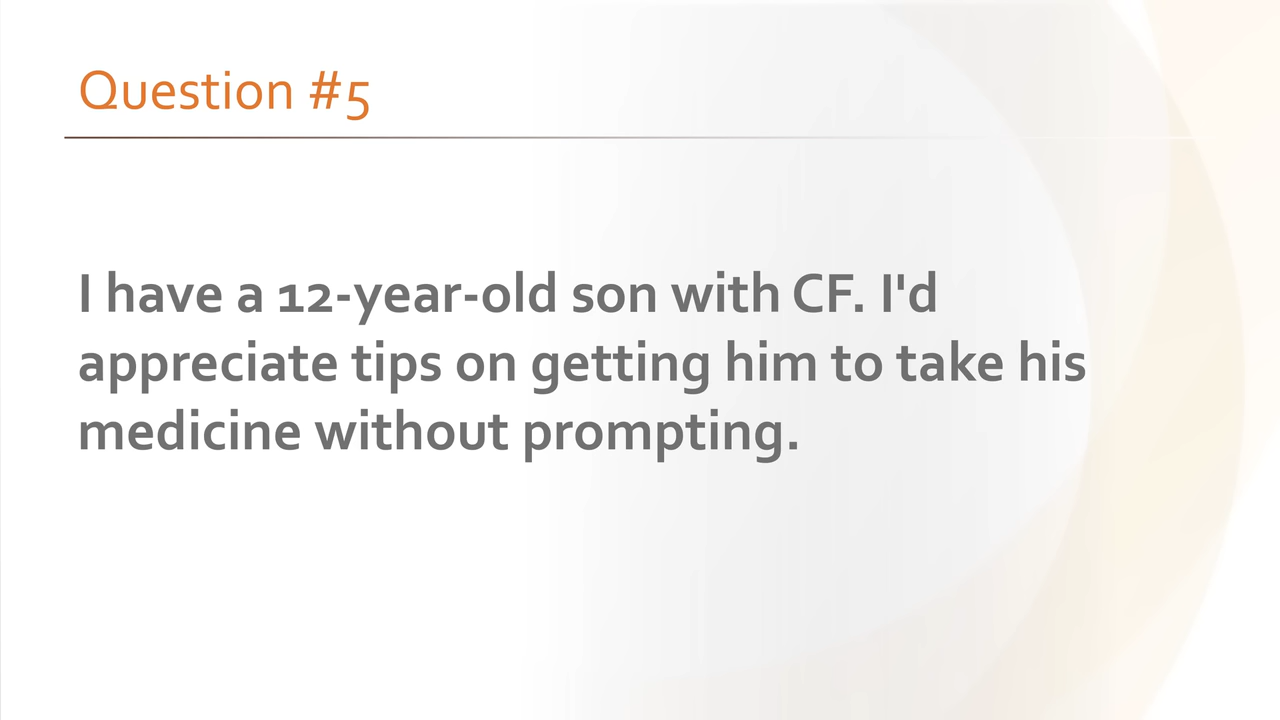 Question #5
I have a 12-year-old son with CF. I'd
appreciate tips on getting him to take his
medicine without prompting.